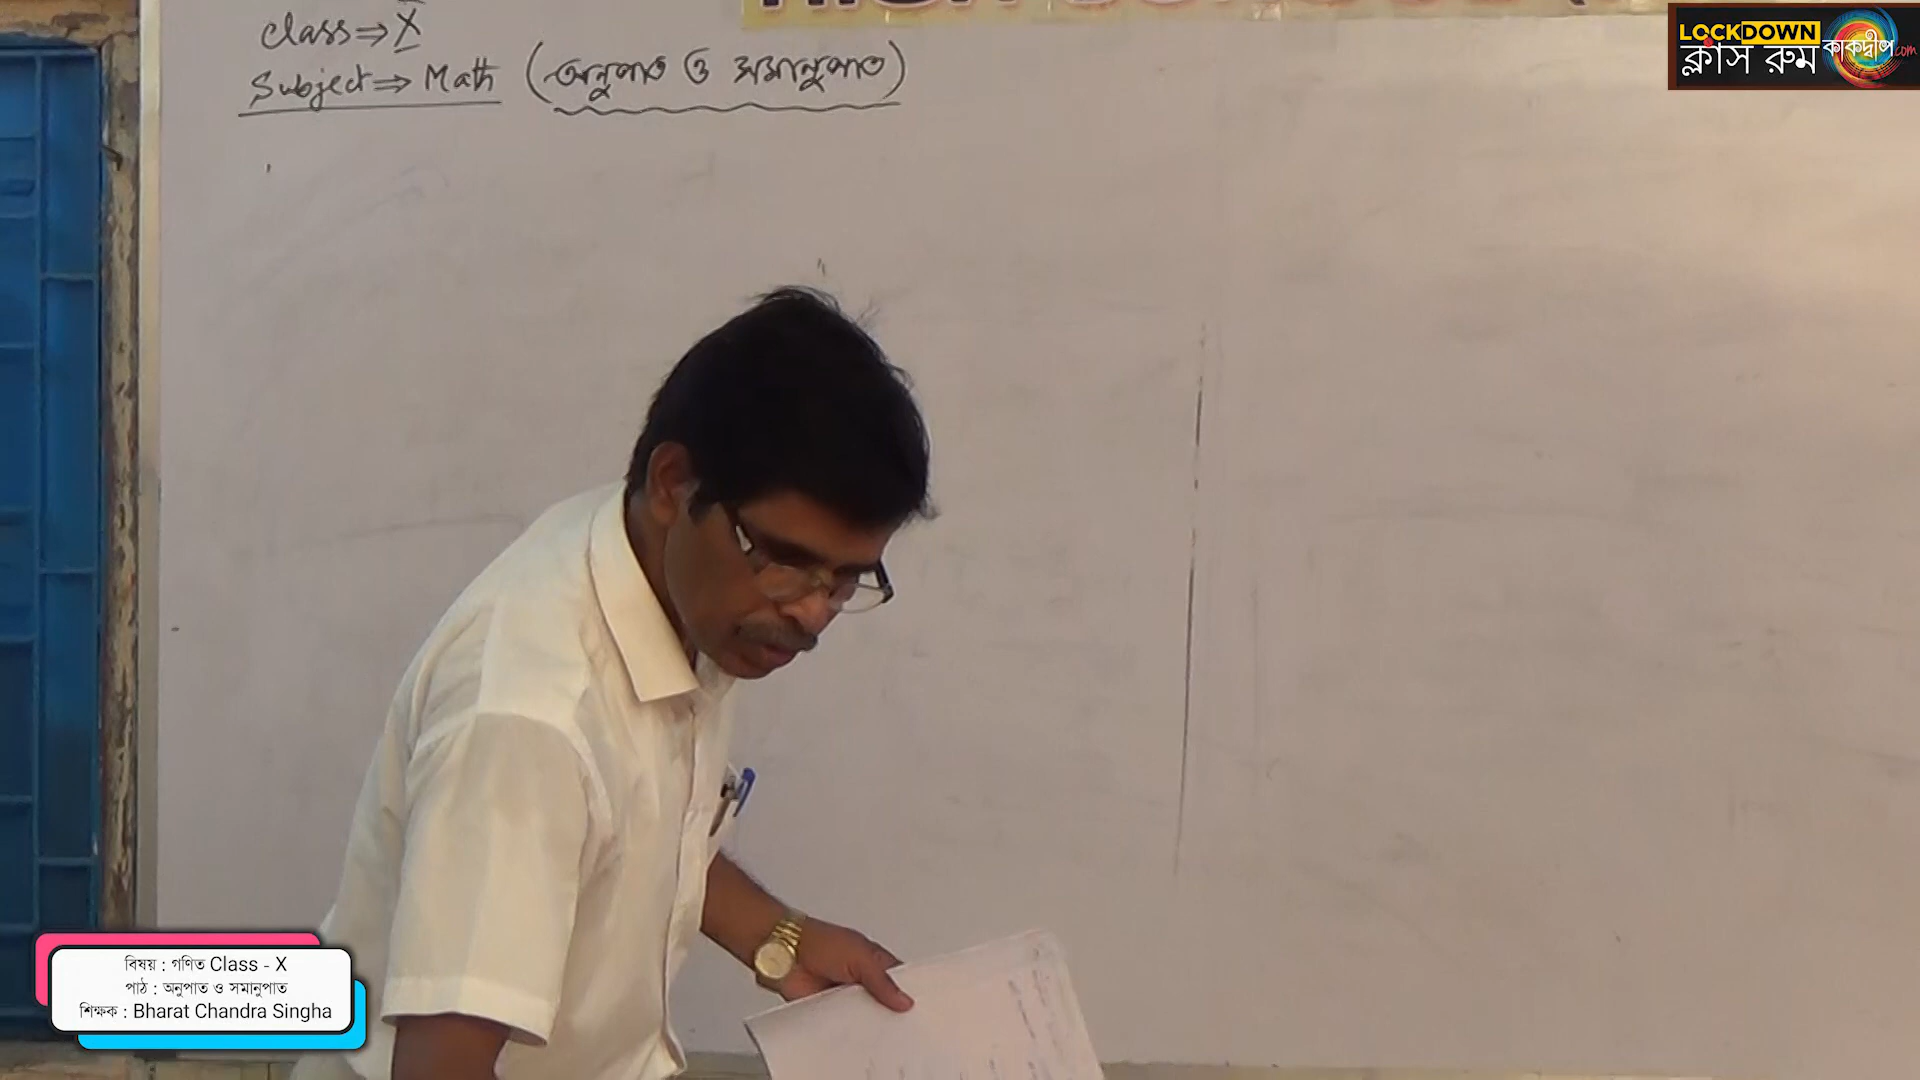 class ⇒ X
Subject ⇒ Math (অনুপাত ও সমানুপাত)
LOCKDOWN
ক্লাস রুম কাকদ্বীপ.com
বিষয় : গণিত Class - X
পাঠ : অনুপাত ও সমানুপাত
শিক্ষক : Bharat Chandra Singha